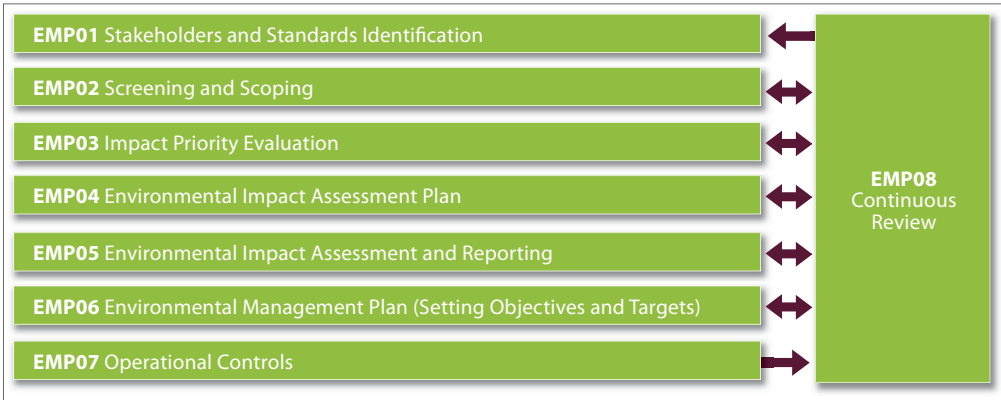 EMP01 Stakeholders and Standards Identification
EMP02 Screening and Scoping
EMP03 Impact Priority Evaluation
EMP04 Environmental Impact Assessment Plan
EMP05 Environmental Impact Assessment and Reporting
EMP06 Environmental Management Plan (Setting Objectives and Targets)
EMP07 Operational Controls
EMP08
Continuous
Review